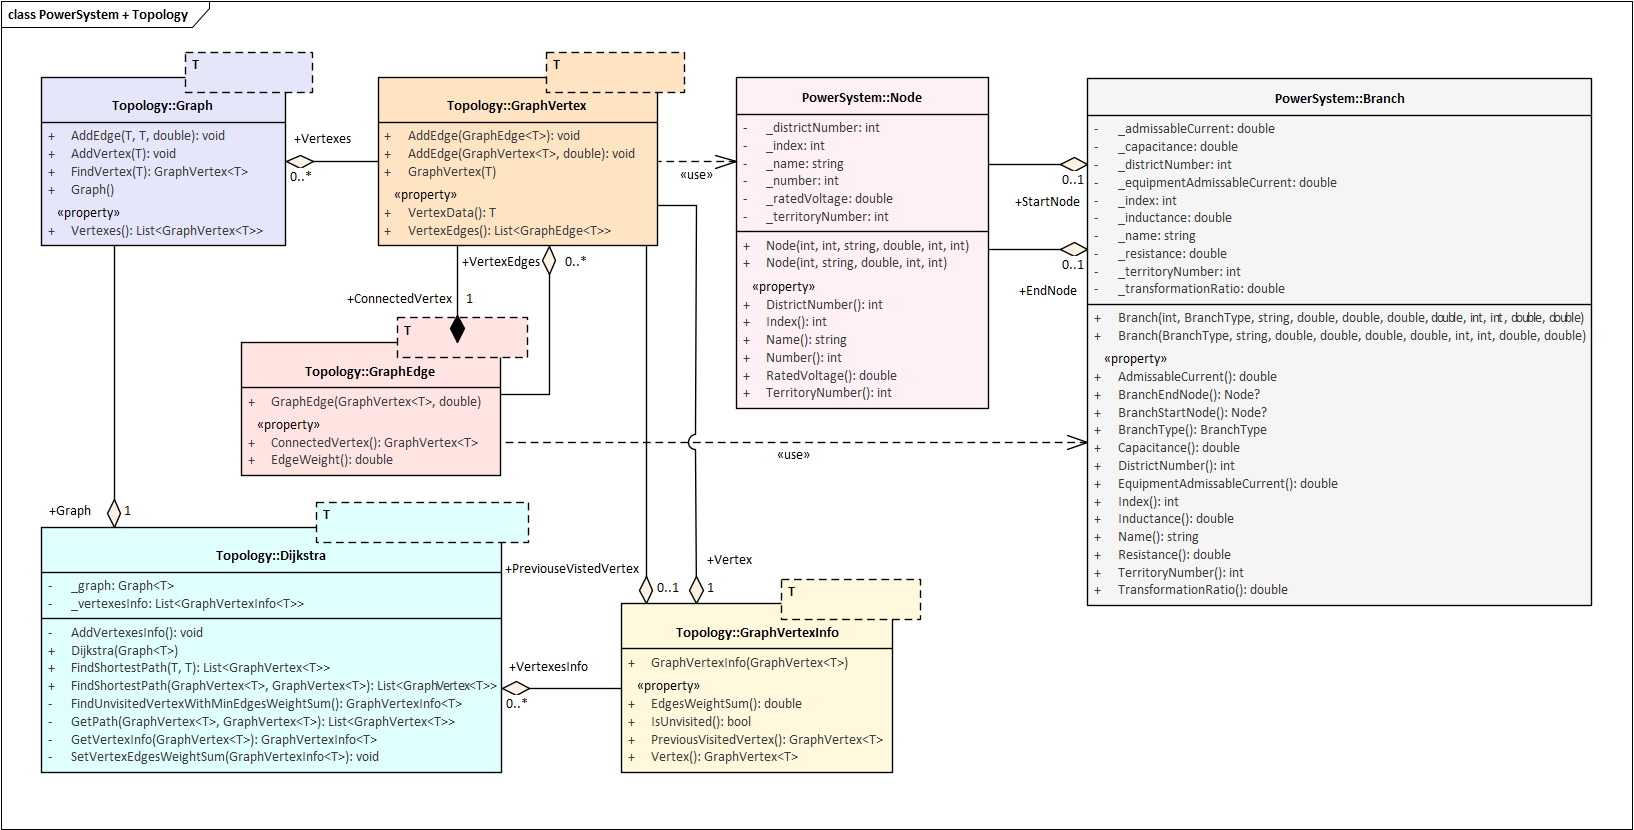 class PowerSystem + Topology
T
Topology::Graph
+ AddEdge(T, T, double): void
+ AddVertex(T): void
+ FindVertex(T): GraphVertex<T>
+ Graph()
«property»
+ Vertexes(): List<GraphVertex<T>>
+Vertexes
0..*
T
Topology::GraphVertex
+ AddEdge(GraphEdge<T>): void
+ AddEdge(GraphVertex<T>, double): void
+ GraphVertex(T)
«property»
+ VertexData(): T
+ VertexEdges(): List<GraphEdge<T>>
«use»
PowerSystem::Node
- _districtNumber: int
- _index: int
- _name: string
- _number: int
- _ratedVoltage: double
- _territoryNumber: int
+ Node(int, int, string, double, int, int)
+ Node(int, string, double, int, int)
«property»
+ DistrictNumber(): int
+ Index(): int
+ Name(): string
+ Number(): int
+ RatedVoltage(): double
+ TerritoryNumber(): int
0..1
+StartNode
0..1
+EndNode
PowerSystem::Branch
- _admissableCurrent: double
- _capacitance: double
- _districtNumber: int
- _equipmentAdmissableCurrent: double
- _index: int
- _inductance: double
- _name: string
- _resistance: double
- _territoryNumber: int
- _transformationRatio: double
+ Branch(int, BranchType, string, double, double, double, double, int, int, double, double)
+ Branch(BranchType, string, double, double, double, double, int, int, double, double)
«property»
+ AdmissableCurrent(): double
+ BranchEndNode(): Node?
+ BranchStartNode(): Node?
+ BranchType(): BranchType
+ Capacitance(): double
+ DistrictNumber(): int
+ EquipmentAdmissableCurrent(): double
+ Index(): int
+ Inductance(): double
+ Name(): string
+ Resistance(): double
+ TerritoryNumber(): int
+ TransformationRatio(): double
+VertexEdges
0..*
+ConnectedVertex
1
T
Topology::GraphEdge
+ GraphEdge(GraphVertex<T>, double)
«property»
+ ConnectedVertex(): GraphVertex<T>
+ EdgeWeight(): double
«use»
+Graph
1
T
Topology::Dijkstra
- _graph: Graph<T>
- _vertexesInfo: List<GraphVertexInfo<T>>
- AddVertexesInfo(): void
+ Dijkstra(Graph<T>)
+ FindShortestPath(T, T): List<GraphVertex<T>>
+ FindShortestPath(GraphVertex<T>, GraphVertex<T>): List<GraphVertex<T>>
- FindUnvisitedVertexWithMinEdgesWeightSum(): GraphVertexInfo<T>
- GetPath(GraphVertex<T>, GraphVertex<T>): List<GraphVertex<T>>
- GetVertexInfo(GraphVertex<T>): GraphVertexInfo<T>
- SetVertexEdgesWeightSum(GraphVertexInfo<T>): void
+PreviouseVistedVertex
0..1
+Vertex
1
+VertexesInfo
0..*
T
Topology::GraphVertexInfo
+ GraphVertexInfo(GraphVertex<T>)
«property»
+ EdgesWeightSum(): double
+ IsUnvisited(): bool
+ PreviousVisitedVertex(): GraphVertex<T>
+ Vertex(): GraphVertex<T>